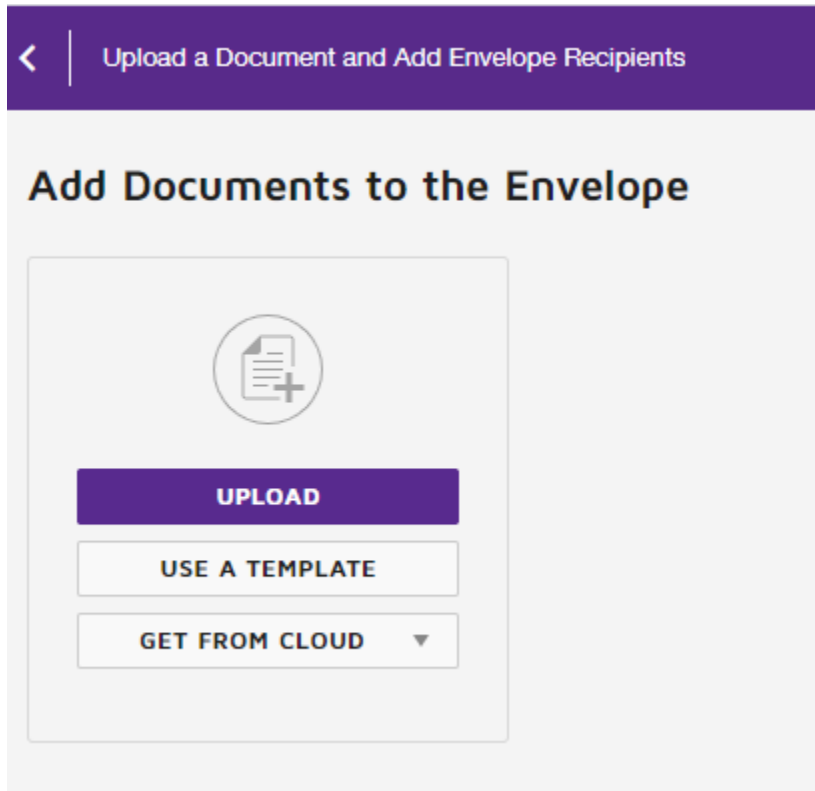 Upload a Document and Add Envelope Recipients
Add Documents to the Envelope
UPLOAD
USE A TEMPLATE
GET FROM CLOUD